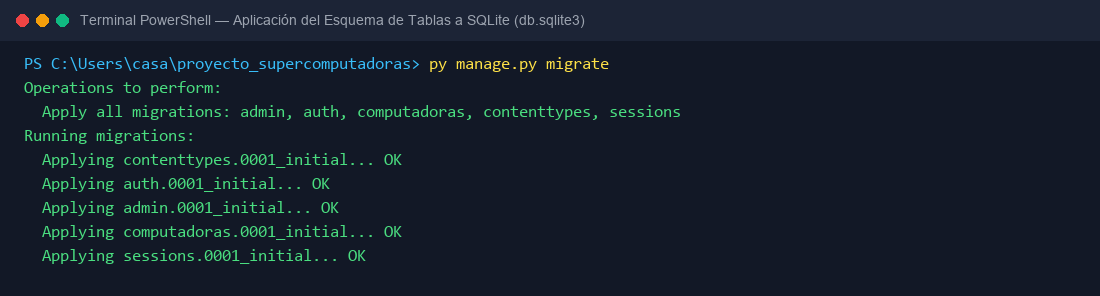 Terminal PowerShell — Aplicación del Esquema de Tablas a SQLite (db.sqlite3)
PS C:\Users\casa\proyecto_supercomputadoras> py manage.py migrate
Operations to perform:
  Apply all migrations: admin, auth, computadoras, contenttypes, sessions
Running migrations:
  Applying contenttypes.0001_initial... OK
  Applying auth.0001_initial... OK
  Applying admin.0001_initial... OK
  Applying computadoras.0001_initial... OK
  Applying sessions.0001_initial... OK